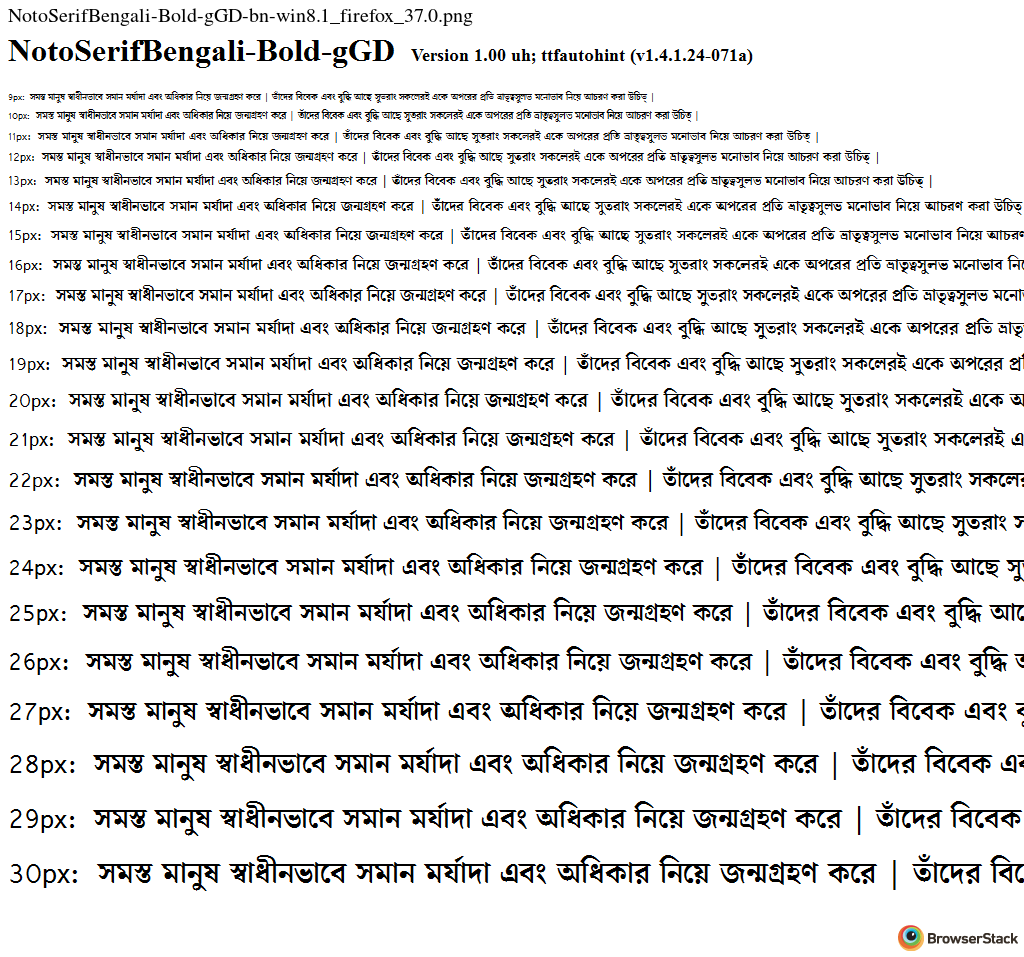 NotoSerifBengali-Bold-gGD-bn-win8.1_firefox_37.0.png
NotoSerifBengali-Bold-gGD Version 1.00 uh; ttfautohint (v1.4.1.24-071a)
9px: সমস্ত মানুষ স্বাধীনভাবে সমান মর্যাদা এবং অধিকার নিয়ে জন্মগ্রহণ করে | তাঁদের বিবেক এবং বুদ্ধি আছে সুতরাং সকলেরই একে অপরের প্রতি ভ্রাতৃত্বসুলভ মনোভাব নিয়ে আচরণ করা উচিত্ |
10px: সমস্ত মানুষ স্বাধীনভাবে সমান মর্যাদা এবং অধিকার নিয়ে জন্মগ্রহণ করে | তাঁদের বিবেক এবং বুদ্ধি আছে সুতরাং সকলেরই একে অপরের প্রতি ভ্রাতৃত্বসুলভ মনোভাব নিয়ে আচরণ করা উচিত্ |
11px: সমস্ত মানুষ স্বাধীনভাবে সমান মর্যাদা এবং অধিকার নিয়ে জন্মগ্রহণ করে | তাঁদের বিবেক এবং বুদ্ধি আছে সুতরাং সকলেরই একে অপরের প্রতি ভ্রাতৃত্বসুলভ মনোভাব নিয়ে আচরণ করা উচিত্ |
12px: সমস্ত মানুষ স্বাধীনভাবে সমান মর্যাদা এবং অধিকার নিয়ে জন্মগ্রহণ করে | তাঁদের বিবেক এবং বুদ্ধি আছে সুতরাং সকলেরই একে অপরের প্রতি ভ্রাতৃত্বসুলভ মনোভাব নিয়ে আচরণ করা উচিত্ |
13px: সমস্ত মানুষ স্বাধীনভাবে সমান মর্যাদা এবং অধিকার নিয়ে জন্মগ্রহণ করে | তাঁদের বিবেক এবং বুদ্ধি আছে সুতরাং সকলেরই একে অপরের প্রতি ভ্রাতৃত্বসুলভ মনোভাব নিয়ে আচরণ করা উচিত্ |
14px: সমস্ত মানুষ স্বাধীনভাবে সমান মর্যাদা এবং অধিকার নিয়ে জন্মগ্রহণ করে | তাঁদের বিবেক এবং বুদ্ধি আছে সুতরাং সকলেরই একে অপরের প্রতি ভ্রাতৃত্বসুলভ মনোভাব নিয়ে আচরণ করা উচিত্
15px: সমস্ত মানুষ স্বাধীনভাবে সমান মর্যাদা এবং অধিকার নিয়ে জন্মগ্রহণ করে | তাঁদের বিবেক এবং বুদ্ধি আছে সুতরাং সকলেরই একে অপরের প্রতি ভ্রাতৃত্বসুলভ মনোভাব নিয়ে
16px: সমস্ত মানুষ স্বাধীনভাবে সমান মর্যাদা এবং অধিকার নিয়ে জন্মগ্রহণ করে | তাঁদের বিবেক এবং বুদ্ধি আছে সুতরাং সকলেরই একে অপরের প্রতি ভ্রাতৃত্বসুলভ মনোভাব
17px: সমস্ত মানুষ স্বাধীনভাবে সমান মর্যাদা এবং অধিকার নিয়ে জন্মগ্রহণ করে | তাঁদের বিবেক এবং বুদ্ধি আছে সুতরাং সকলেরই একে অপরের প্রতি ভ্রাতৃত্বসুলভ
18px: সমস্ত মানুষ স্বাধীনভাবে সমান মর্যাদা এবং অধিকার নিয়ে জন্মগ্রহণ করে | তাঁদের বিবেক এবং বুদ্ধি আছে সুতরাং সকলেরই একে অপরের প্রতি
19px: সমস্ত মানুষ স্বাধীনভাবে সমান মর্যাদা এবং অধিকার নিয়ে জন্মগ্রহণ করে | তাঁদের বিবেক এবং বুদ্ধি আছে সুতরাং সকলেরই একে অপরের
20px: সমস্ত মানুষ স্বাধীনভাবে সমান মর্যাদা এবং অধিকার নিয়ে জন্মগ্রহণ করে | তাঁদের বিবেক এবং বুদ্ধি আছে সুতরাং সকলেরই একে
21px: সমস্ত মানুষ স্বাধীনভাবে সমান মর্যাদা এবং অধিকার নিয়ে জন্মগ্রহণ করে | তাঁদের বিবেক এবং বুদ্ধি আছে সুতরাং সকলেরই
22px: সমস্ত মানুষ স্বাধীনভাবে সমান মর্যাদা এবং অধিকার নিয়ে জন্মগ্রহণ করে | তাঁদের বিবেক এবং বুদ্ধি আছে সুতরাং
23px: সমস্ত মানুষ স্বাধীনভাবে সমান মর্যাদা এবং অধিকার নিয়ে জন্মগ্রহণ করে | তাঁদের বিবেক এবং বুদ্ধি আছে সুতরাং
24px: সমস্ত মানুষ স্বাধীনভাবে সমান মর্যাদা এবং অধিকার নিয়ে জন্মগ্রহণ করে | তাঁদের বিবেক এবং বুদ্ধি আছে
25px: সমস্ত মানুষ স্বাধীনভাবে সমান মর্যাদা এবং অধিকার নিয়ে জন্মগ্রহণ করে | তাঁদের বিবেক এবং বুদ্ধি
26px: সমস্ত মানুষ স্বাধীনভাবে সমান মর্যাদা এবং অধিকার নিয়ে জন্মগ্রহণ করে | তাঁদের বিবেক এবং বুদ্ধি
27px: সমস্ত মানুষ স্বাধীনভাবে সমান মর্যাদা এবং অধিকার নিয়ে জন্মগ্রহণ করে | তাঁদের বিবেক এবং
28px: সমস্ত মানুষ স্বাধীনভাবে সমান মর্যাদা এবং অধিকার নিয়ে জন্মগ্রহণ করে | তাঁদের বিবেক
29px: সমস্ত মানুষ স্বাধীনভাবে সমান মর্যাদা এবং অধিকার নিয়ে জন্মগ্রহণ করে | তাঁদের বিবেক
30px: সমস্ত মানুষ স্বাধীনভাবে সমান মর্যাদা এবং অধিকার নিয়ে জন্মগ্রহণ করে | তাঁদের
BrowserStack